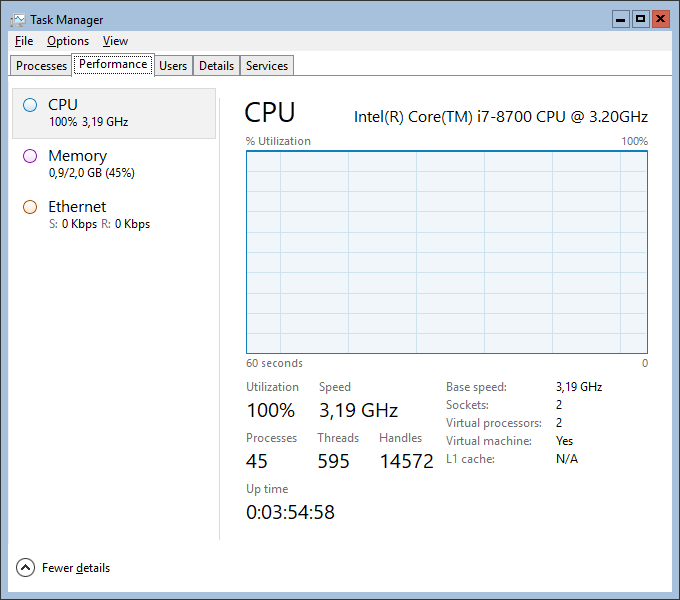 Task Manager
File Options View
Processes Performance Users Details Services
CPU
100% 3,19 GHz
Memory
0,9/2,0 GB (45%)
Ethernet
S: 0 Kbps R: 0 Kbps
CPU Intel(R) Core(TM) i7-8700 CPU @ 3.20GHz
% Utilization 100%
60 seconds 0
Utilization Speed
100% 3,19 GHz
Processes Threads Handles
45 595 14572
Up time
0:03:54:58
Base speed: 3,19 GHz
Sockets: 2
Virtual processors: 2
Virtual machine: Yes
L1 cache: N/A
Fewer details